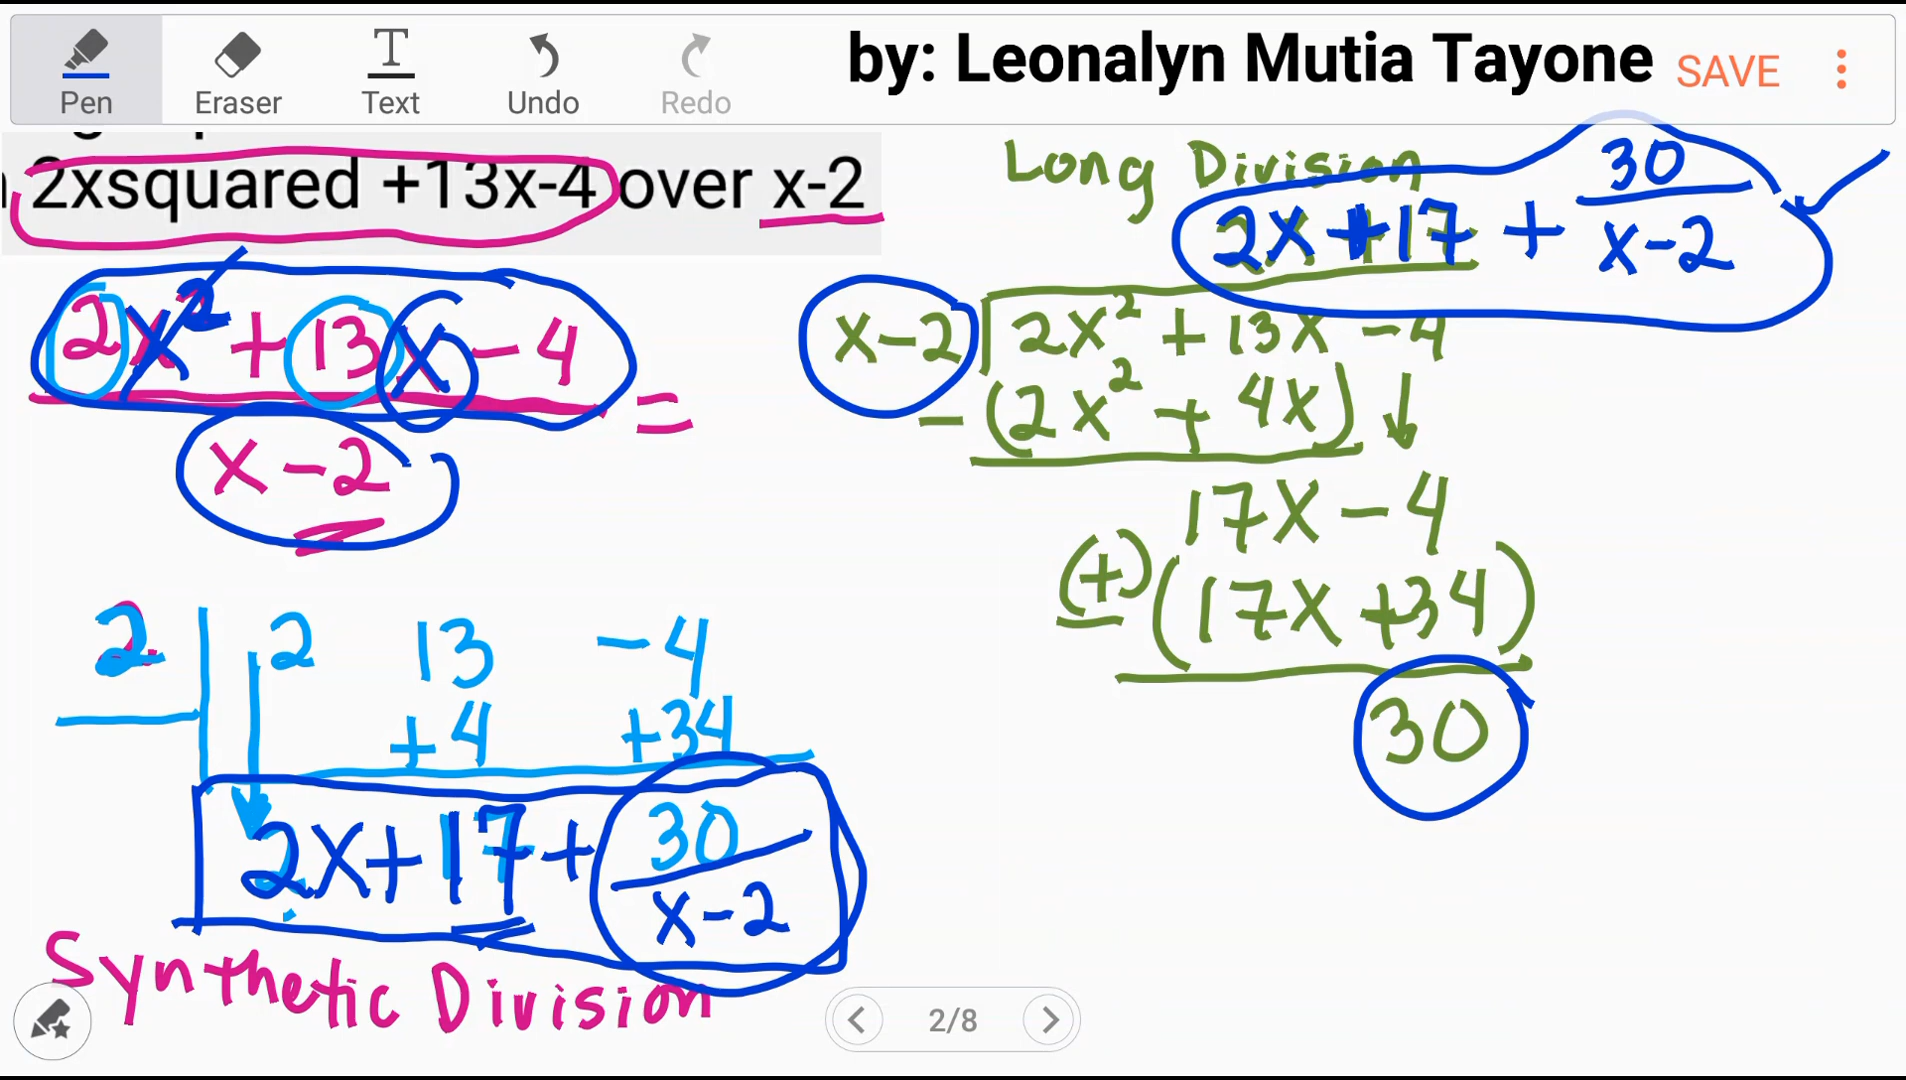 Pen Eraser Text Undo Redo by: Leonalyn Mutia Tayone SAVE
2xsquared +13x-4 over x-2
Long Division
2x+17 + 30/x-2
2x² + 13x - 4
x-2
=
x-2 2x² + 13x - 4
- (2x² + 4x)
17x - 4
(+) (17x + 34)
30
2 2 13 -4
+4 +34
2x+17+ 30/x-2
Synthetic Division
2/8